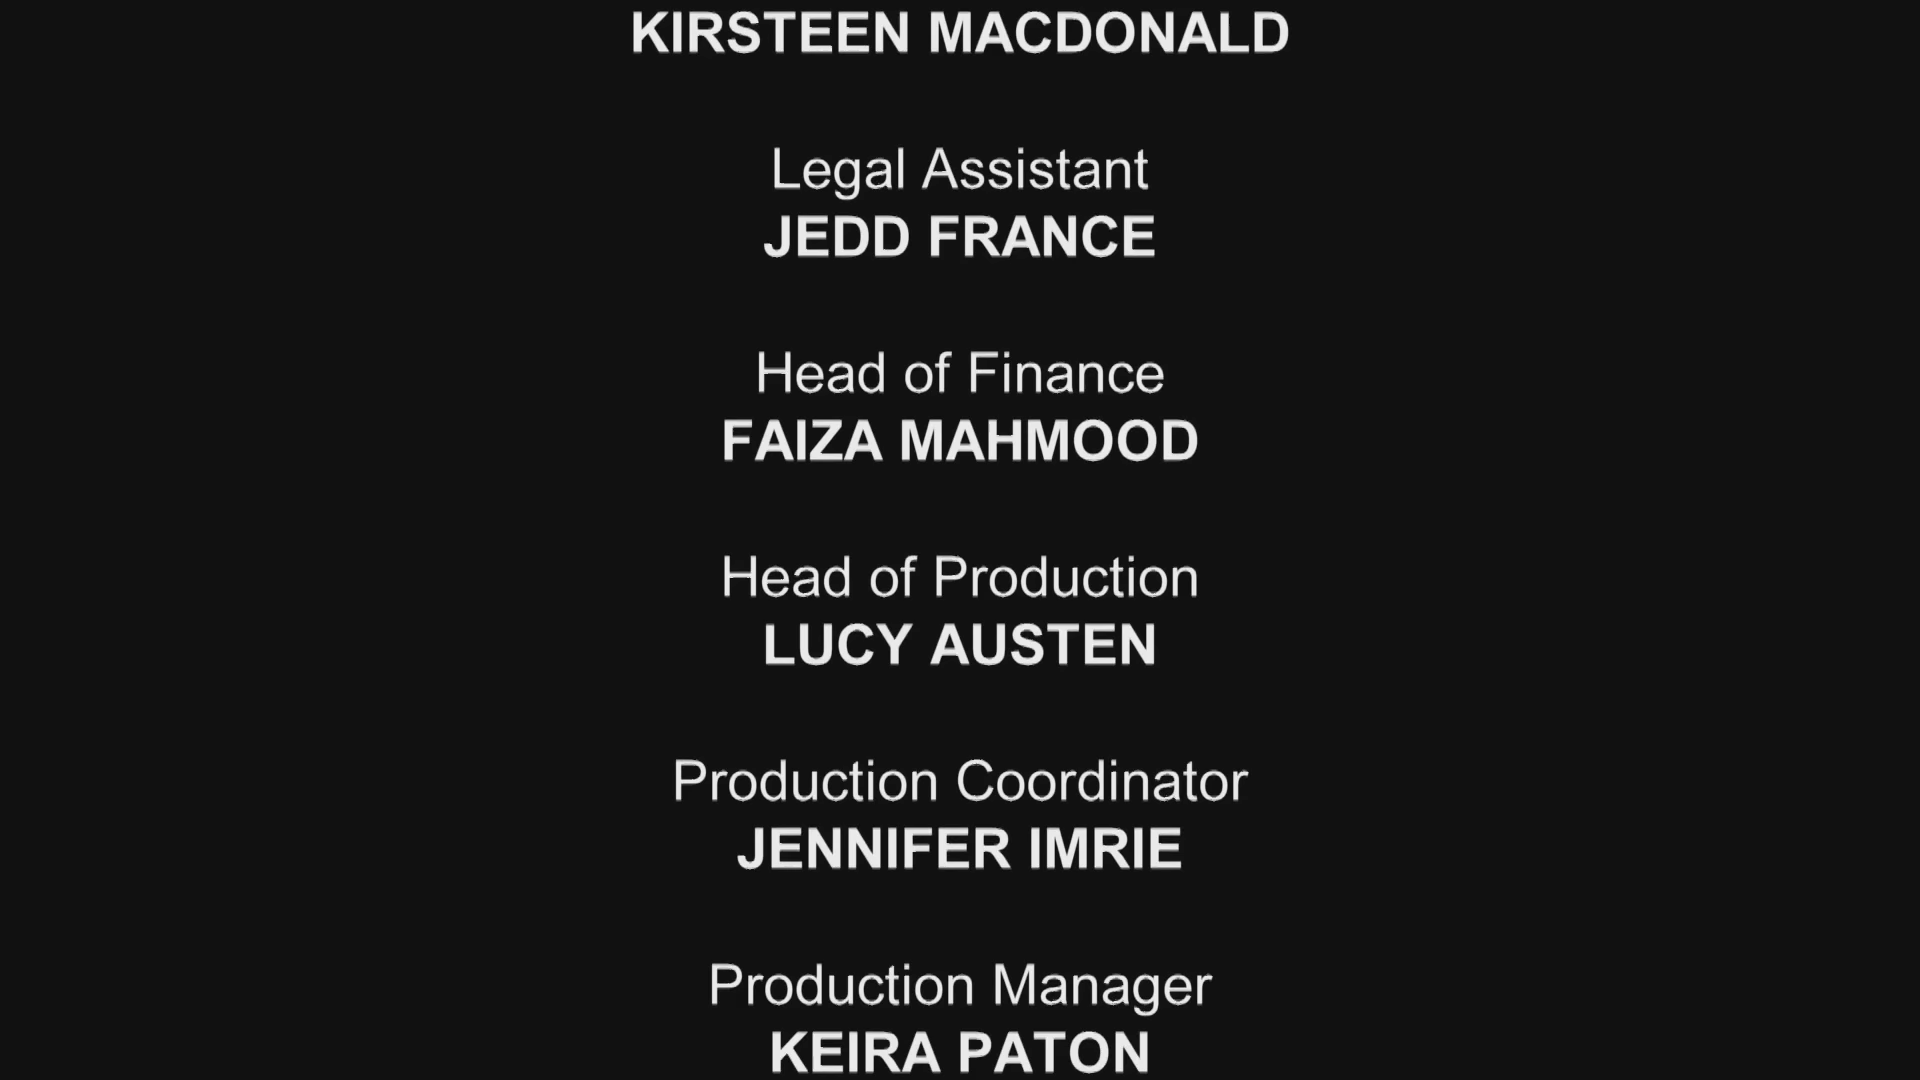 KIRSTEEN MACDONALD
Legal Assistant
JEDD FRANCE
Head of Finance
FAIZA MAHMOOD
Head of Production
LUCY AUSTEN
Production Coordinator
JENNIFER IMRIE
Production Manager
KEIRA PATON